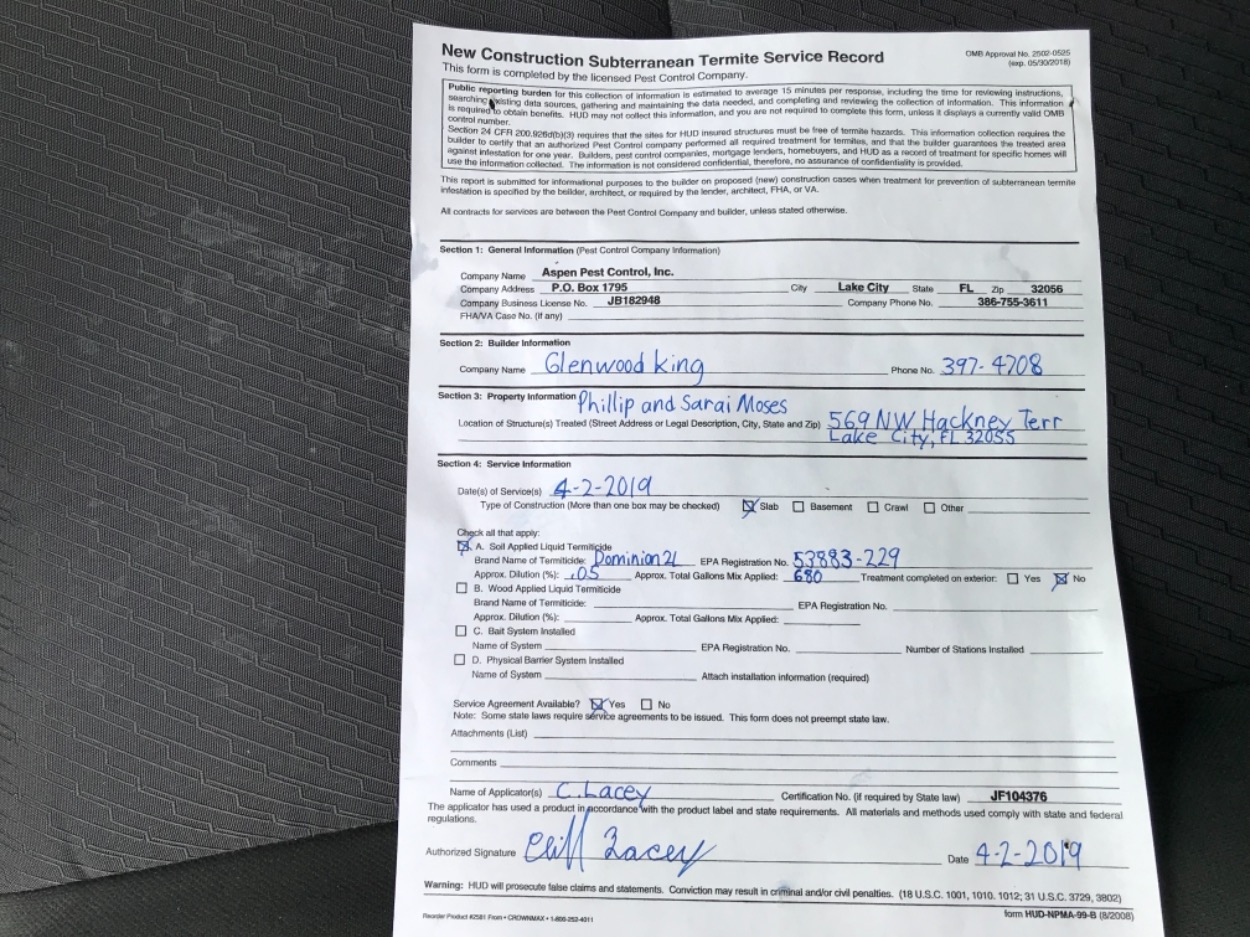 New Construction Subterranean Termite Service Record
OMB Approval No. 2502-0525
(exp. 05/30/2018)
This form is completed by the licensed Pest Control Company.
Public reporting burden for this collection of information is estimated to average 15 minutes per response, including the time for reviewing instructions,
searching existing data sources, gathering and maintaining the data needed, and completing and reviewing the collection of information. This information
is required to obtain benefits. HUD may not collect this information, and you are not required to complete this form, unless it displays a currently valid OMB
control number.
Section 24 CFR 200.926d(b)(3) requires that the sites for HUD insured structures must be free of termite hazards. This information collection requires the
builder to certify that an authorized Pest Control company performed all required treatment for termites, and that the builder guarantees the treated area
against infestation for one year. Builders, pest control companies, mortgage lenders, homebuyers, and HUD as a record of treatment for specific homes will
use the information collected. The information is not considered confidential, therefore, no assurance of confidentiality is provided.
This report is submitted for informational purposes to the builder on proposed (new) construction cases when treatment for prevention of subterranean termite
infestation is specified by the builder, architect, or required by the lender, architect, FHA, or VA.
All contracts for services are between the Pest Control Company and builder, unless stated otherwise.
Section 1: General Information (Pest Control Company Information)
Company Name Aspen Pest Control, Inc.
Company Address P.O. Box 1795 City Lake City State FL Zip 32056
Company Business License No. JB182948 Company Phone No. 386-755-3611
FHA/VA Case No. (if any)
Section 2: Builder Information
Company Name Glenwood King Phone No. 397-4708
Section 3: Property Information Phillip and Sarai Moses
Location of Structure(s) Treated (Street Address or Legal Description, City, State and Zip) 569 NW Hackney Terr
Lake City, FL 32055
Section 4: Service Information
Date(s) of Service(s) 4-2-2019
Type of Construction (More than one box may be checked) Slab Basement Crawl Other
Check all that apply:
A. Soil Applied Liquid Termiticide
Brand Name of Termiticide: Dominion 2L EPA Registration No. 53883-229
Approx. Dilution (%): .05 Approx. Total Gallons Mix Applied: 680 Treatment completed on exterior: Yes No
B. Wood Applied Liquid Termiticide
Brand Name of Termiticide: EPA Registration No.
Approx. Dilution (%): Approx. Total Gallons Mix Applied:
C. Bait System Installed
Name of System EPA Registration No. Number of Stations Installed
D. Physical Barrier System Installed
Name of System Attach installation information (required)
Service Agreement Available? Yes No
Note: Some state laws require service agreements to be issued. This form does not preempt state law.
Attachments (List)
Comments
Name of Applicator(s) C. Lacey Certification No. (if required by State law) JF104376
The applicator has used a product in accordance with the product label and state requirements. All materials and methods used comply with state and federal
regulations.
Authorized Signature Cliff Lacey Date 4-2-2019
Warning: HUD will prosecute false claims and statements. Conviction may result in criminal and/or civil penalties. (18 U.S.C. 1001, 1010. 1012; 31 U.S.C. 3729, 3802)
Reorder Product #2581 From • CROWNMAX • 1-800-252-4011
form HUD-NPMA-99-B (8/2008)